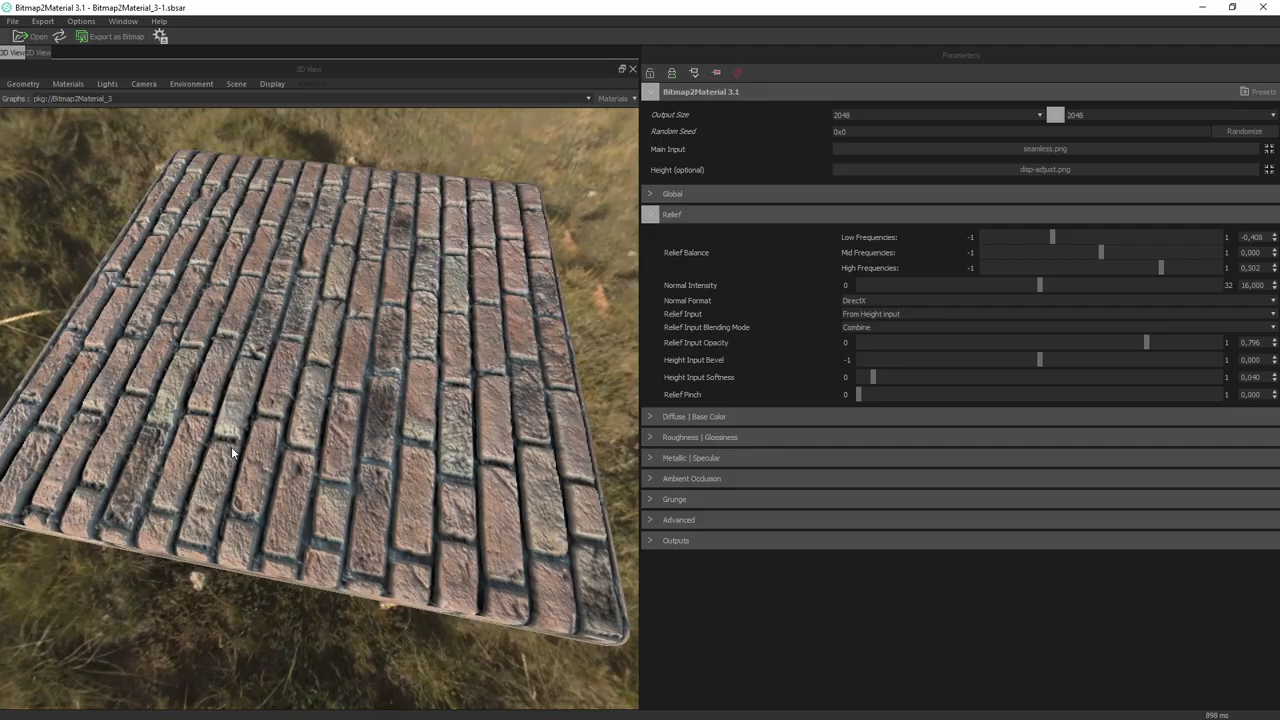 Bitmap2Material 3.1 - Bitmap2Material_3-1.sbsar
File Export Options Window Help
Open Export as Bitmap
3D View 2D View
3D View
Parameters
Geometry Materials Lights Camera Environment Scene Display
Graphs : pkg://Bitmap2Material_3 Materials
Bitmap2Material 3.1 Presets
Output Size 2048 2048
Random Seed 0x0 Randomize
Main Input seamless.png
Height (optional) disp-adjust.png
Global
Relief
Relief Balance
Low Frequencies: -1 1 -0,408
Mid Frequencies: -1 1 0,000
High Frequencies: -1 1 0,502
Normal Intensity 0 32 16,000
Normal Format DirectX
Relief Input From Height input
Relief Input Blending Mode Combine
Relief Input Opacity 0 1 0,796
Height Input Bevel -1 1 0,000
Height Input Softness 0 1 0,040
Relief Pinch 0 1 0,000
Diffuse | Base Color
Roughness | Glossiness
Metallic | Specular
Ambient Occlusion
Grunge
Advanced
Outputs
898 ms